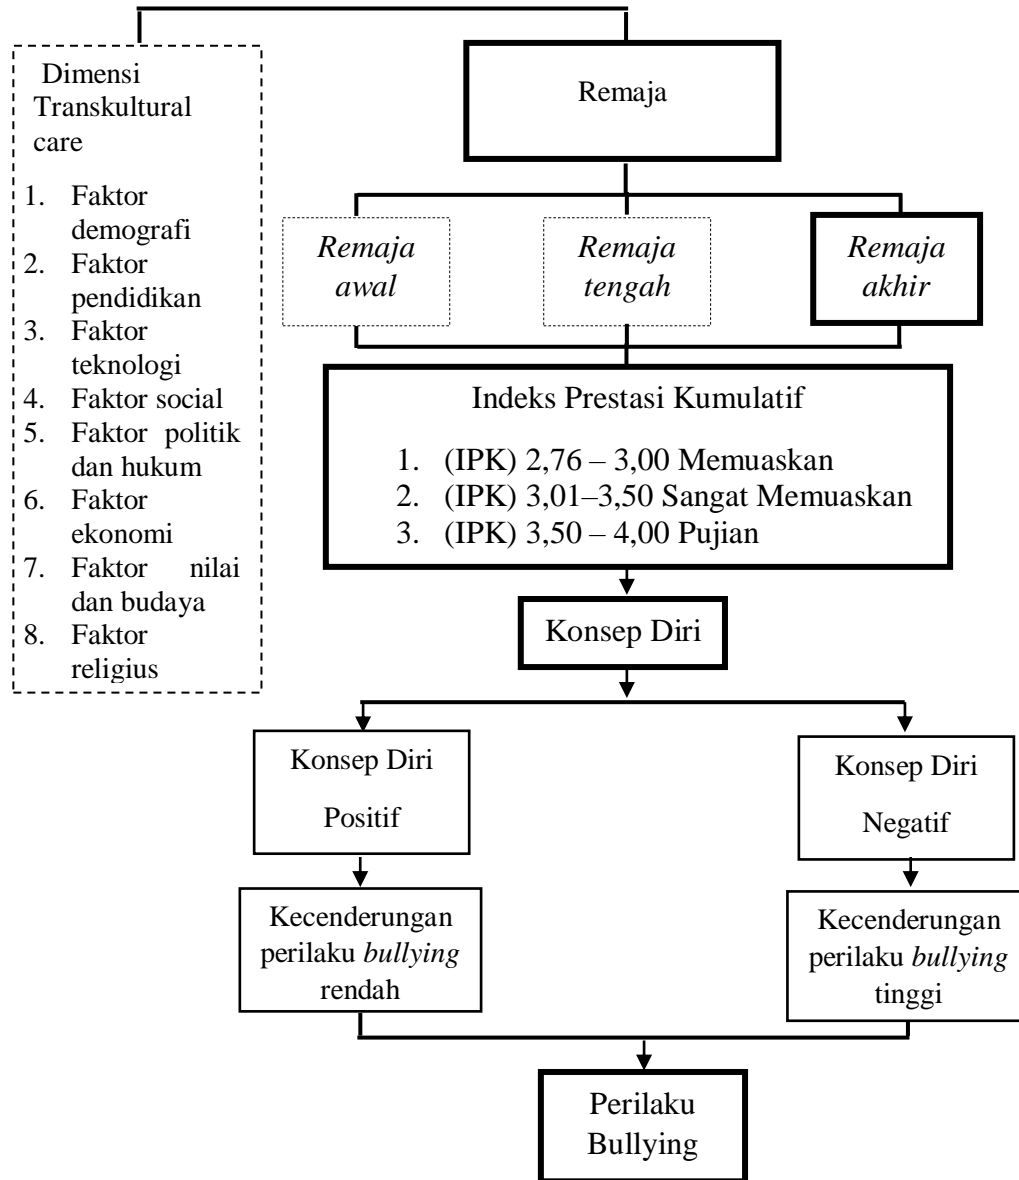 Dimensi
Transkultural
care
1. Faktor
demografi
2. Faktor
pendidikan
3. Faktor
teknologi
4. Faktor social
5. Faktor politik
dan hukum
6. Faktor
ekonomi
7. Faktor nilai
dan budaya
8. Faktor
religius
Remaja
Remaja
awal
Remaja
tengah
Remaja
akhir
Indeks Prestasi Kumulatif
1. (IPK) 2,76 – 3,00 Memuaskan
2. (IPK) 3,01–3,50 Sangat Memuaskan
3. (IPK) 3,50 – 4,00 Pujian
Konsep Diri
Konsep Diri
Positif
Konsep Diri
Negatif
Kecenderungan
perilaku bullying
rendah
Kecenderungan
perilaku bullying
tinggi
Perilaku
Bullying